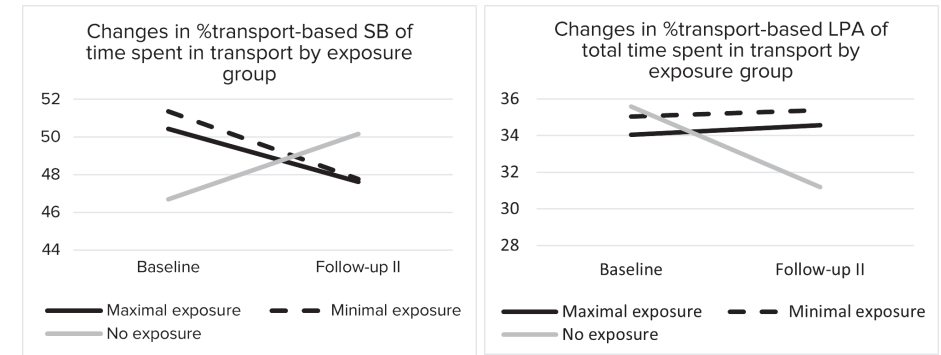 Changes in %transport-based SB of
time spent in transport by exposure
group
52
50
48
46
44
Baseline Follow-up II
Maximal exposure Minimal exposure
No exposure
Changes in %transport-based LPA of
total time spent in transport by
exposure group
36
34
32
30
28
Baseline Follow-up II
Maximal exposure Minimal exposure
No exposure